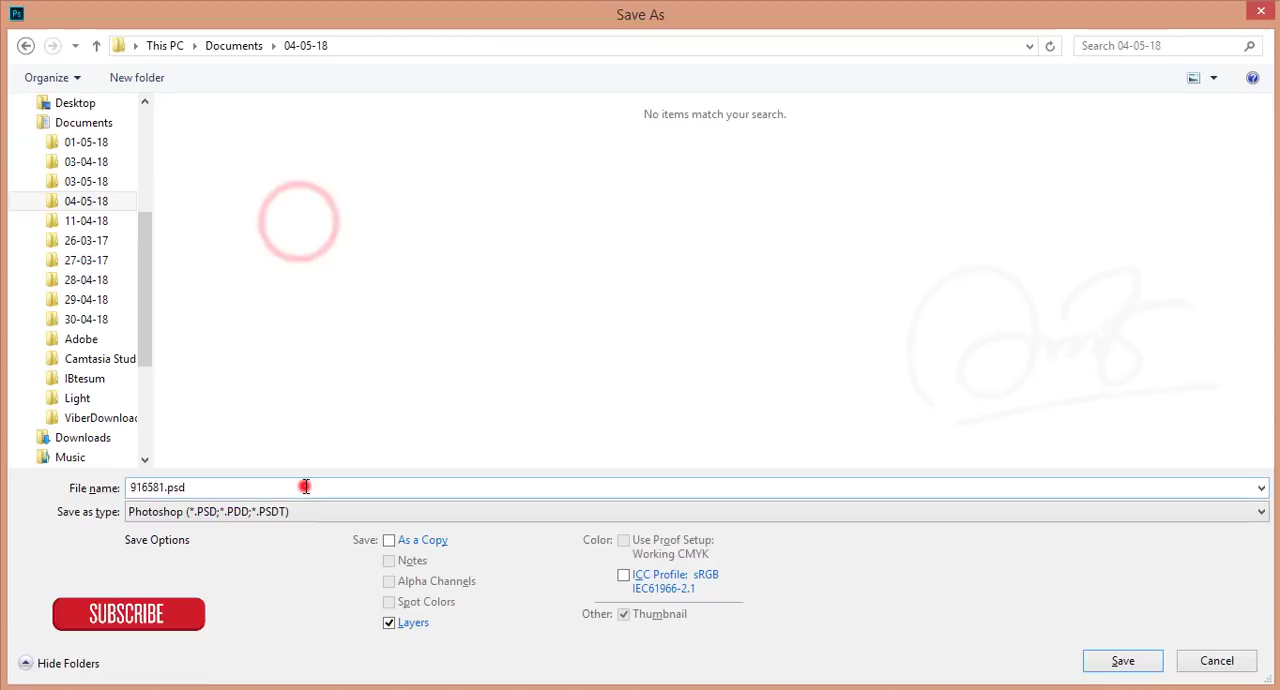 Ps
Save As
This PC Documents 04-05-18
Search 04-05-18
Organize
New folder
Desktop
Documents
01-05-18
03-04-18
03-05-18
04-05-18
11-04-18
26-03-17
27-03-17
28-04-18
29-04-18
30-04-18
Adobe
Camtasia Stud
IBtesum
Light
ViberDownload
Downloads
Music
No items match your search.
File name: 916581.psd
Save as type: Photoshop (*.PSD;*.PDD;*.PSDT)
Save Options
Save: As a Copy
Notes
Alpha Channels
Spot Colors
Layers
Color: Use Proof Setup:
Working CMYK
ICC Profile: sRGB
IEC61966-2.1
Other: Thumbnail
SUBSCRIBE
Hide Folders
Save
Cancel